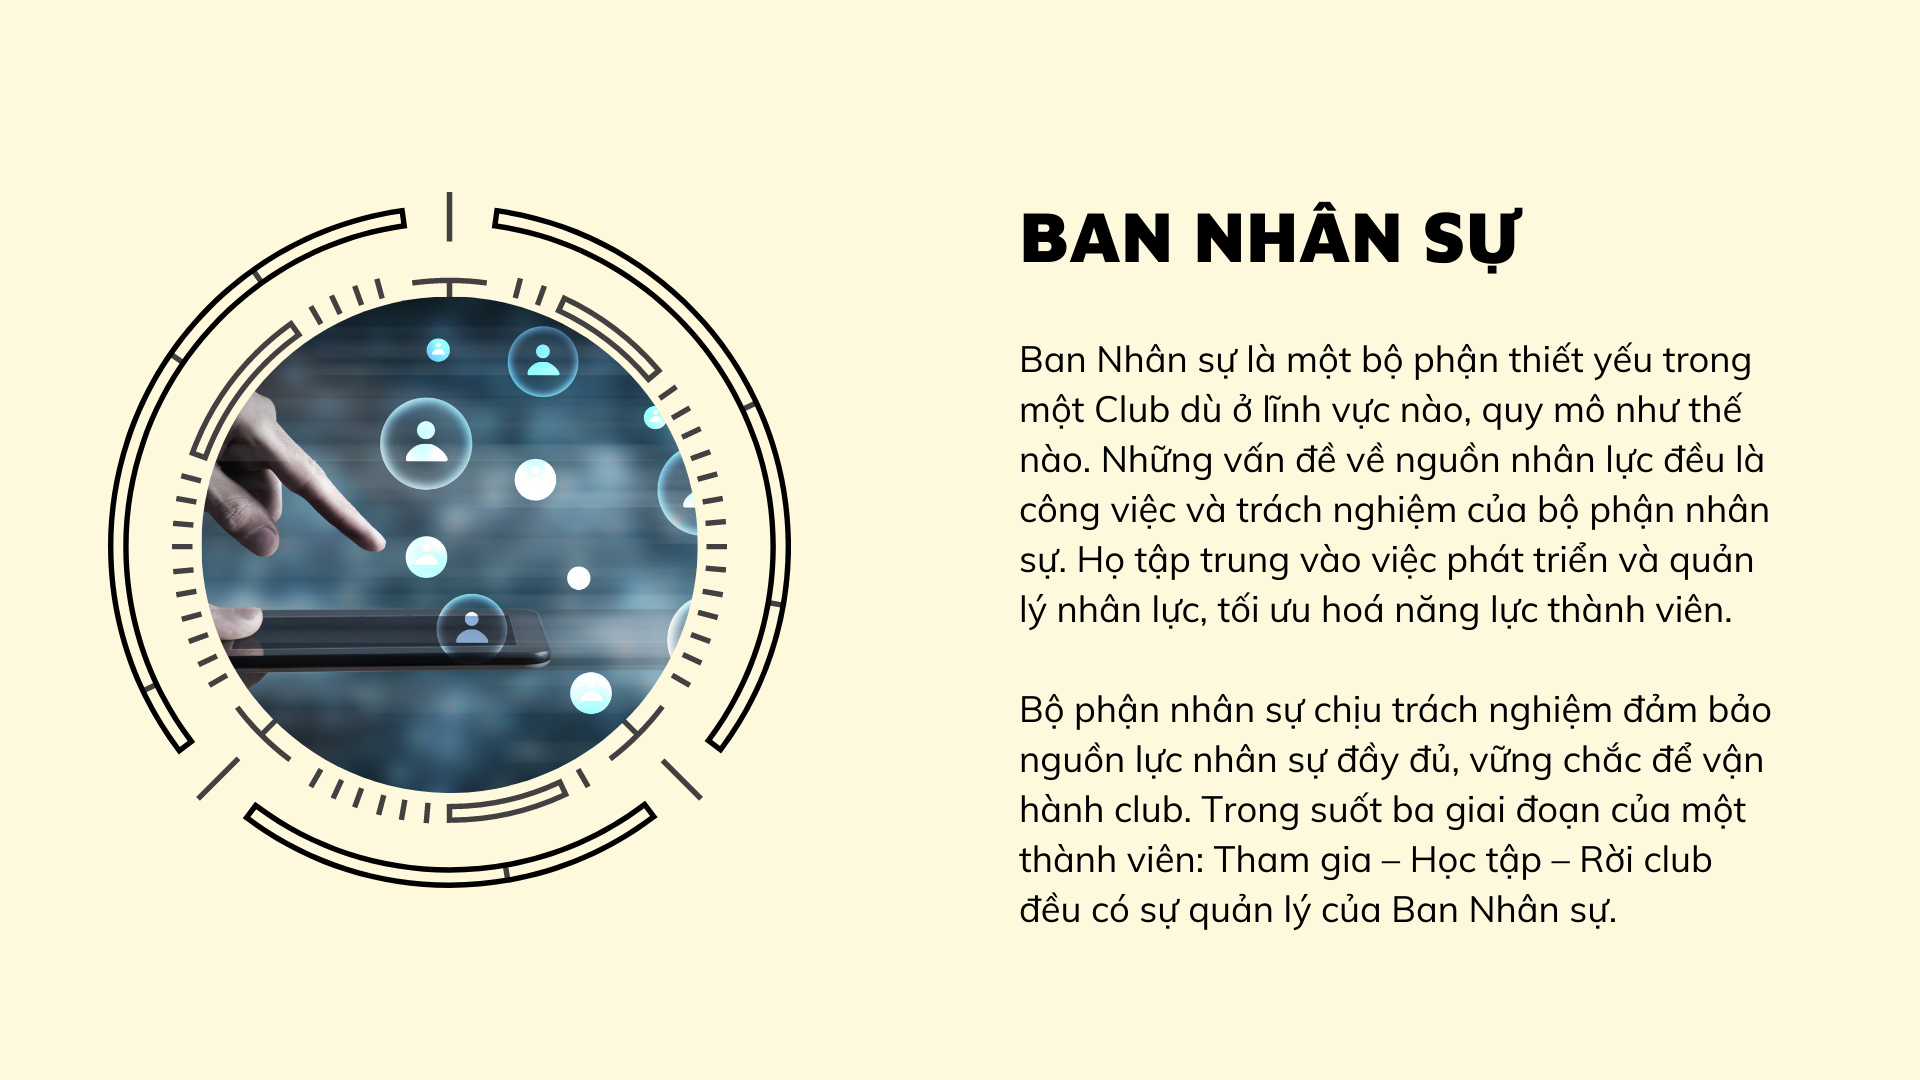 BAN NHÂN SỰ
Ban Nhân sự là một bộ phận thiết yếu trong
một Club dù ở lĩnh vực nào, quy mô như thế
nào. Những vấn đề về nguồn nhân lực đều là
công việc và trách nghiệm của bộ phận nhân
sự. Họ tập trung vào việc phát triển và quản
lý nhân lực, tối ưu hoá năng lực thành viên.
Bộ phận nhân sự chịu trách nghiệm đảm bảo
nguồn lực nhân sự đầy đủ, vững chắc để vận
hành club. Trong suốt ba giai đoạn của một
thành viên: Tham gia – Học tập – Rời club
đều có sự quản lý của Ban Nhân sự.